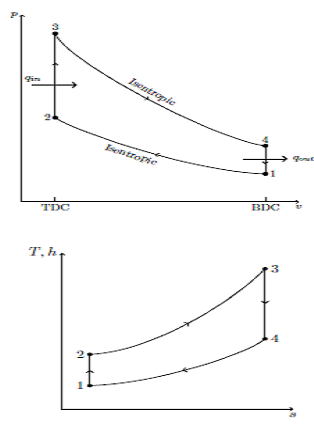 P
3
q_in
Isentropic
2
4
q_out
Isentropic
1
TDC
BDC
v
T, h
3
2
4
1
s